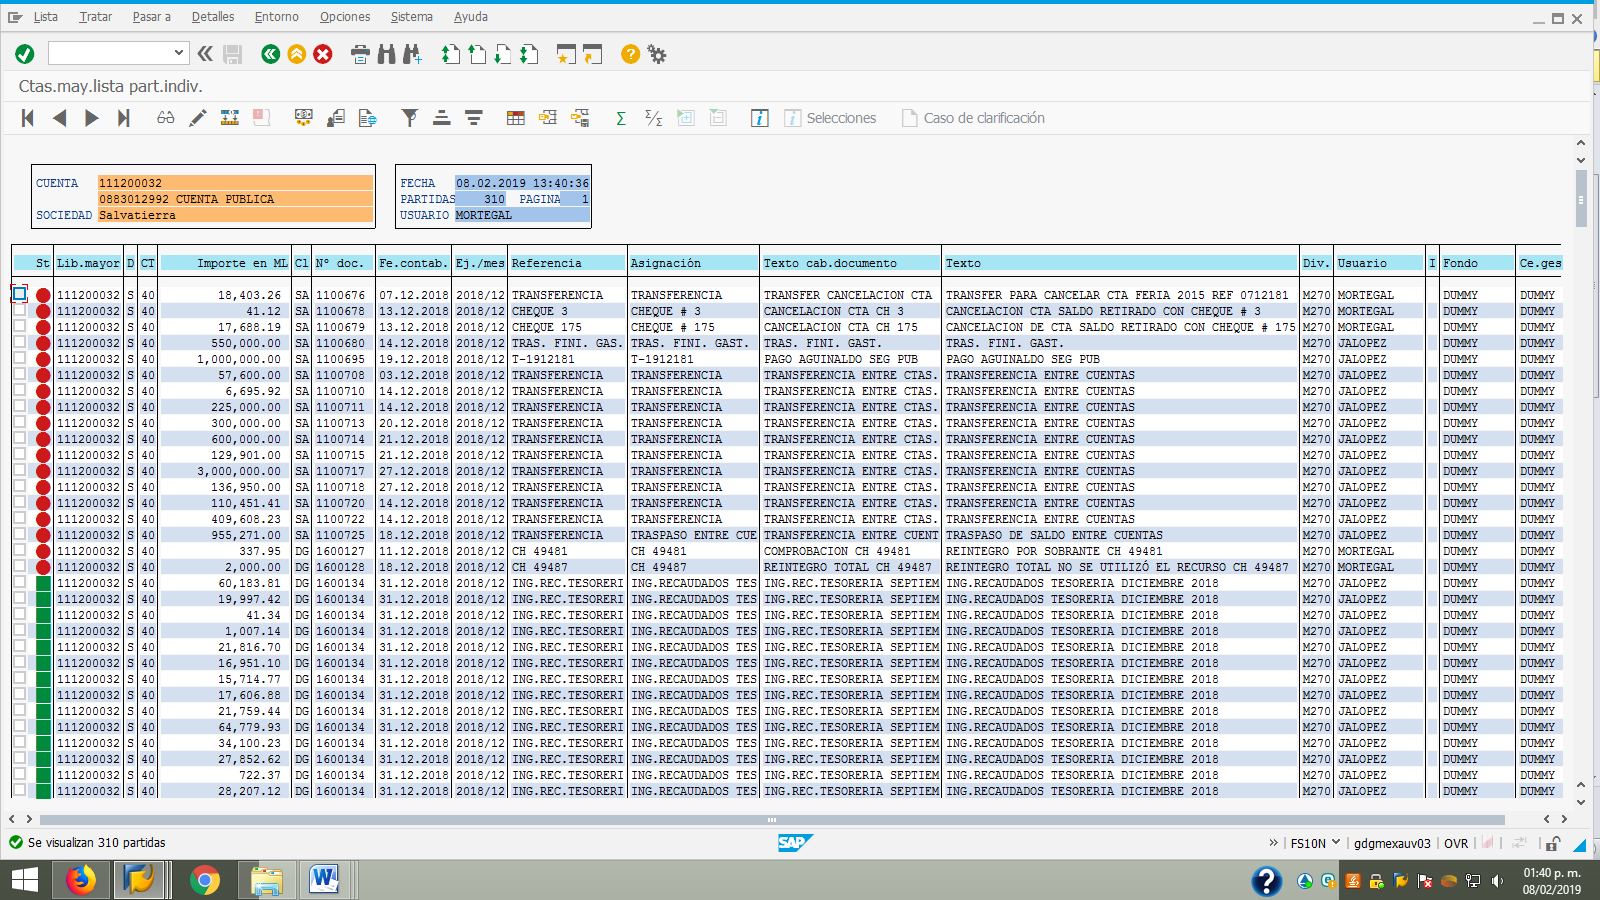 Lista Tratar Pasar a Detalles Entorno Opciones Sistema Ayuda
Ctas.may.lista part.indiv.
Selecciones Caso de clarificación
CUENTA 111200032
0883012992 CUENTA PUBLICA
SOCIEDAD Salvatierra
FECHA 08.02.2019 13:40:36
PARTIDAS 310 PAGINA 1
USUARIO MORTEGAL
St Lib.mayor D CT Importe en ML Cl N° doc. Fe.contab. Ej./mes Referencia Asignación Texto cab.documento Texto Div. Usuario I Fondo Ce.ges
111200032 S 40 18,403.26 SA 1100676 07.12.2018 2018/12 TRANSFERENCIA TRANSFERENCIA TRANSFER CANCELACION CTA TRANSFER PARA CANCELAR CTA FERIA 2015 REF 0712181 M270 MORTEGAL DUMMY DUMMY
111200032 S 40 41.12 SA 1100678 13.12.2018 2018/12 CHEQUE 3 CHEQUE # 3 CANCELACION CTA CH 3 CANCELACION CTA SALDO RETIRADO CON CHEQUE # 3 M270 MORTEGAL DUMMY DUMMY
111200032 S 40 17,688.19 SA 1100679 13.12.2018 2018/12 CHEQUE 175 CHEQUE # 175 CANCELACION CTA CH 175 CANCELACION DE CTA SALDO RETIRADO CON CHEQUE # 175 M270 MORTEGAL DUMMY DUMMY
111200032 S 40 550,000.00 SA 1100680 14.12.2018 2018/12 TRAS. FINI. GAS. TRAS. FINI. GAST. TRAS. FINI. GAST. TRAS. FINI. GAST. M270 JALOPEZ DUMMY DUMMY
111200032 S 40 1,000,000.00 SA 1100695 19.12.2018 2018/12 T-1912181 T-1912181 PAGO AGUINALDO SEG PUB PAGO AGUINALDO SEG PUB M270 JALOPEZ DUMMY DUMMY
111200032 S 40 57,600.00 SA 1100708 03.12.2018 2018/12 TRANSFERENCIA TRANSFERENCIA TRANSFERENCIA ENTRE CTAS. TRANSFERENCIA ENTRE CUENTAS M270 JALOPEZ DUMMY DUMMY
111200032 S 40 6,695.92 SA 1100710 14.12.2018 2018/12 TRANSFERENCIA TRANSFERENCIA TRANSFERENCIA ENTRE CTAS. TRANSFERENCIA ENTRE CUENTAS M270 JALOPEZ DUMMY DUMMY
111200032 S 40 225,000.00 SA 1100711 14.12.2018 2018/12 TRANSFERENCIA TRANSFERENCIA TRANSFERENCIA ENTRE CTAS. TRANSFERENCIA ENTRE CUENTAS M270 JALOPEZ DUMMY DUMMY
111200032 S 40 300,000.00 SA 1100713 20.12.2018 2018/12 TRANSFERENCIA TRANSFERENCIA TRANSFERENCIA ENTRE CTAS. TRANSFERENCIA ENTRE CUENTAS M270 JALOPEZ DUMMY DUMMY
111200032 S 40 600,000.00 SA 1100714 21.12.2018 2018/12 TRANSFERENCIA TRANSFERENCIA TRANSFERENCIA ENTRE CTAS. TRANSFERENCIA ENTRE CUENTAS M270 JALOPEZ DUMMY DUMMY
111200032 S 40 129,901.00 SA 1100715 21.12.2018 2018/12 TRANSFERENCIA TRANSFERENCIA TRANSFERENCIA ENTRE CTAS. TRANSFERENCIA ENTRE CUENTAS M270 JALOPEZ DUMMY DUMMY
111200032 S 40 3,000,000.00 SA 1100717 27.12.2018 2018/12 TRANSFERENCIA TRANSFERENCIA TRANSFERENCIA ENTRE CTAS. TRANSFERENCIA ENTRE CUENTAS M270 JALOPEZ DUMMY DUMMY
111200032 S 40 136,950.00 SA 1100718 27.12.2018 2018/12 TRANSFERENCIA TRANSFERENCIA TRANSFERENCIA ENTRE CTAS. TRANSFERENCIA ENTRE CUENTAS M270 JALOPEZ DUMMY DUMMY
111200032 S 40 110,451.41 SA 1100720 14.12.2018 2018/12 TRANSFERENCIA TRANSFERENCIA TRANSFERENCIA ENTRE CTAS. TRANSFERENCIA ENTRE CUENTAS M270 JALOPEZ DUMMY DUMMY
111200032 S 40 409,608.23 SA 1100722 14.12.2018 2018/12 TRANSFERENCIA TRANSFERENCIA TRANSFERENCIA ENTRE CTAS. TRANSFERENCIA ENTRE CUENTAS M270 JALOPEZ DUMMY DUMMY
111200032 S 40 955,271.00 SA 1100725 18.12.2018 2018/12 TRANSFERENCIA TRASPASO ENTRE CUE TRANSFERENCIA ENTRE CUENT TRASPASO DE SALDO ENTRE CUENTAS M270 JALOPEZ DUMMY DUMMY
111200032 S 40 337.95 DG 1600127 11.12.2018 2018/12 CH 49481 CH 49481 COMPROBACION CH 49481 REINTEGRO POR SOBRANTE CH 49481 M270 MORTEGAL DUMMY DUMMY
111200032 S 40 2,000.00 DG 1600128 18.12.2018 2018/12 CH 49487 CH 49487 REINTEGRO TOTAL CH 49487 REINTEGRO TOTAL NO SE UTILIZÓ EL RECURSO CH 49487 M270 MORTEGAL DUMMY DUMMY
111200032 S 40 60,183.81 DG 1600134 31.12.2018 2018/12 ING.REC.TESORERI ING.RECAUDADOS TES ING.REC.TESORERIA SEPTIEM ING.RECAUDADOS TESORERIA DICIEMBRE 2018 M270 JALOPEZ DUMMY DUMMY
111200032 S 40 19,997.42 DG 1600134 31.12.2018 2018/12 ING.REC.TESORERI ING.RECAUDADOS TES ING.REC.TESORERIA SEPTIEM ING.RECAUDADOS TESORERIA DICIEMBRE 2018 M270 JALOPEZ DUMMY DUMMY
111200032 S 40 41.34 DG 1600134 31.12.2018 2018/12 ING.REC.TESORERI ING.RECAUDADOS TES ING.REC.TESORERIA SEPTIEM ING.RECAUDADOS TESORERIA DICIEMBRE 2018 M270 JALOPEZ DUMMY DUMMY
111200032 S 40 1,007.14 DG 1600134 31.12.2018 2018/12 ING.REC.TESORERI ING.RECAUDADOS TES ING.REC.TESORERIA SEPTIEM ING.RECAUDADOS TESORERIA DICIEMBRE 2018 M270 JALOPEZ DUMMY DUMMY
111200032 S 40 21,816.70 DG 1600134 31.12.2018 2018/12 ING.REC.TESORERI ING.RECAUDADOS TES ING.REC.TESORERIA SEPTIEM ING.RECAUDADOS TESORERIA DICIEMBRE 2018 M270 JALOPEZ DUMMY DUMMY
111200032 S 40 16,951.10 DG 1600134 31.12.2018 2018/12 ING.REC.TESORERI ING.RECAUDADOS TES ING.REC.TESORERIA SEPTIEM ING.RECAUDADOS TESORERIA DICIEMBRE 2018 M270 JALOPEZ DUMMY DUMMY
111200032 S 40 15,714.77 DG 1600134 31.12.2018 2018/12 ING.REC.TESORERI ING.RECAUDADOS TES ING.REC.TESORERIA SEPTIEM ING.RECAUDADOS TESORERIA DICIEMBRE 2018 M270 JALOPEZ DUMMY DUMMY
111200032 S 40 17,606.88 DG 1600134 31.12.2018 2018/12 ING.REC.TESORERI ING.RECAUDADOS TES ING.REC.TESORERIA SEPTIEM ING.RECAUDADOS TESORERIA DICIEMBRE 2018 M270 JALOPEZ DUMMY DUMMY
111200032 S 40 21,759.44 DG 1600134 31.12.2018 2018/12 ING.REC.TESORERI ING.RECAUDADOS TES ING.REC.TESORERIA SEPTIEM ING.RECAUDADOS TESORERIA DICIEMBRE 2018 M270 JALOPEZ DUMMY DUMMY
111200032 S 40 64,779.93 DG 1600134 31.12.2018 2018/12 ING.REC.TESORERI ING.RECAUDADOS TES ING.REC.TESORERIA SEPTIEM ING.RECAUDADOS TESORERIA DICIEMBRE 2018 M270 JALOPEZ DUMMY DUMMY
111200032 S 40 34,100.23 DG 1600134 31.12.2018 2018/12 ING.REC.TESORERI ING.RECAUDADOS TES ING.REC.TESORERIA SEPTIEM ING.RECAUDADOS TESORERIA DICIEMBRE 2018 M270 JALOPEZ DUMMY DUMMY
111200032 S 40 27,852.62 DG 1600134 31.12.2018 2018/12 ING.REC.TESORERI ING.RECAUDADOS TES ING.REC.TESORERIA SEPTIEM ING.RECAUDADOS TESORERIA DICIEMBRE 2018 M270 JALOPEZ DUMMY DUMMY
111200032 S 40 722.37 DG 1600134 31.12.2018 2018/12 ING.REC.TESORERI ING.RECAUDADOS TES ING.REC.TESORERIA SEPTIEM ING.RECAUDADOS TESORERIA DICIEMBRE 2018 M270 JALOPEZ DUMMY DUMMY
111200032 S 40 28,207.12 DG 1600134 31.12.2018 2018/12 ING.REC.TESORERI ING.RECAUDADOS TES ING.REC.TESORERIA SEPTIEM ING.RECAUDADOS TESORERIA DICIEMBRE 2018 M270 JALOPEZ DUMMY DUMMY
Se visualizan 310 partidas SAP FS10N gdgmexauv03 OVR
01:40 p. m.
08/02/2019